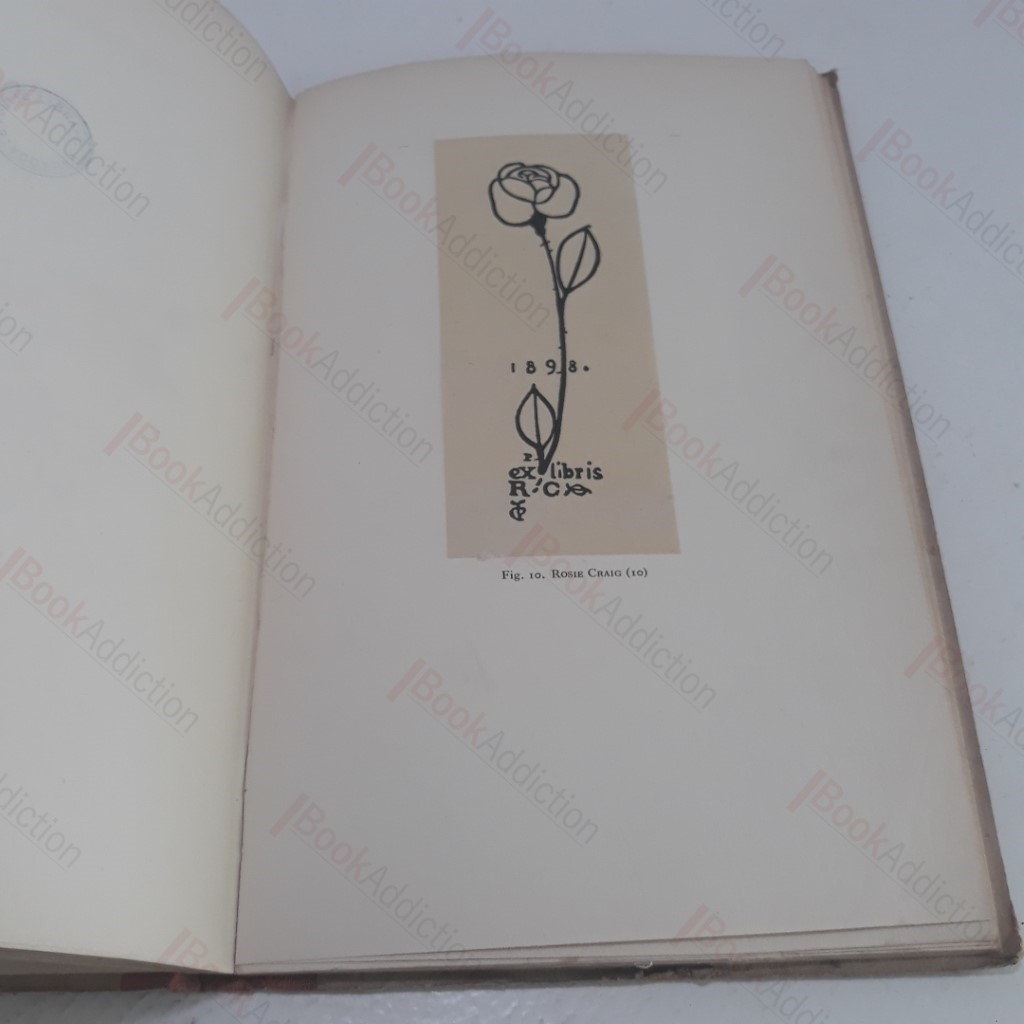 1898.
ex libris
R.C
Fig. 10. Rosie Craig (10)
BookAddiction